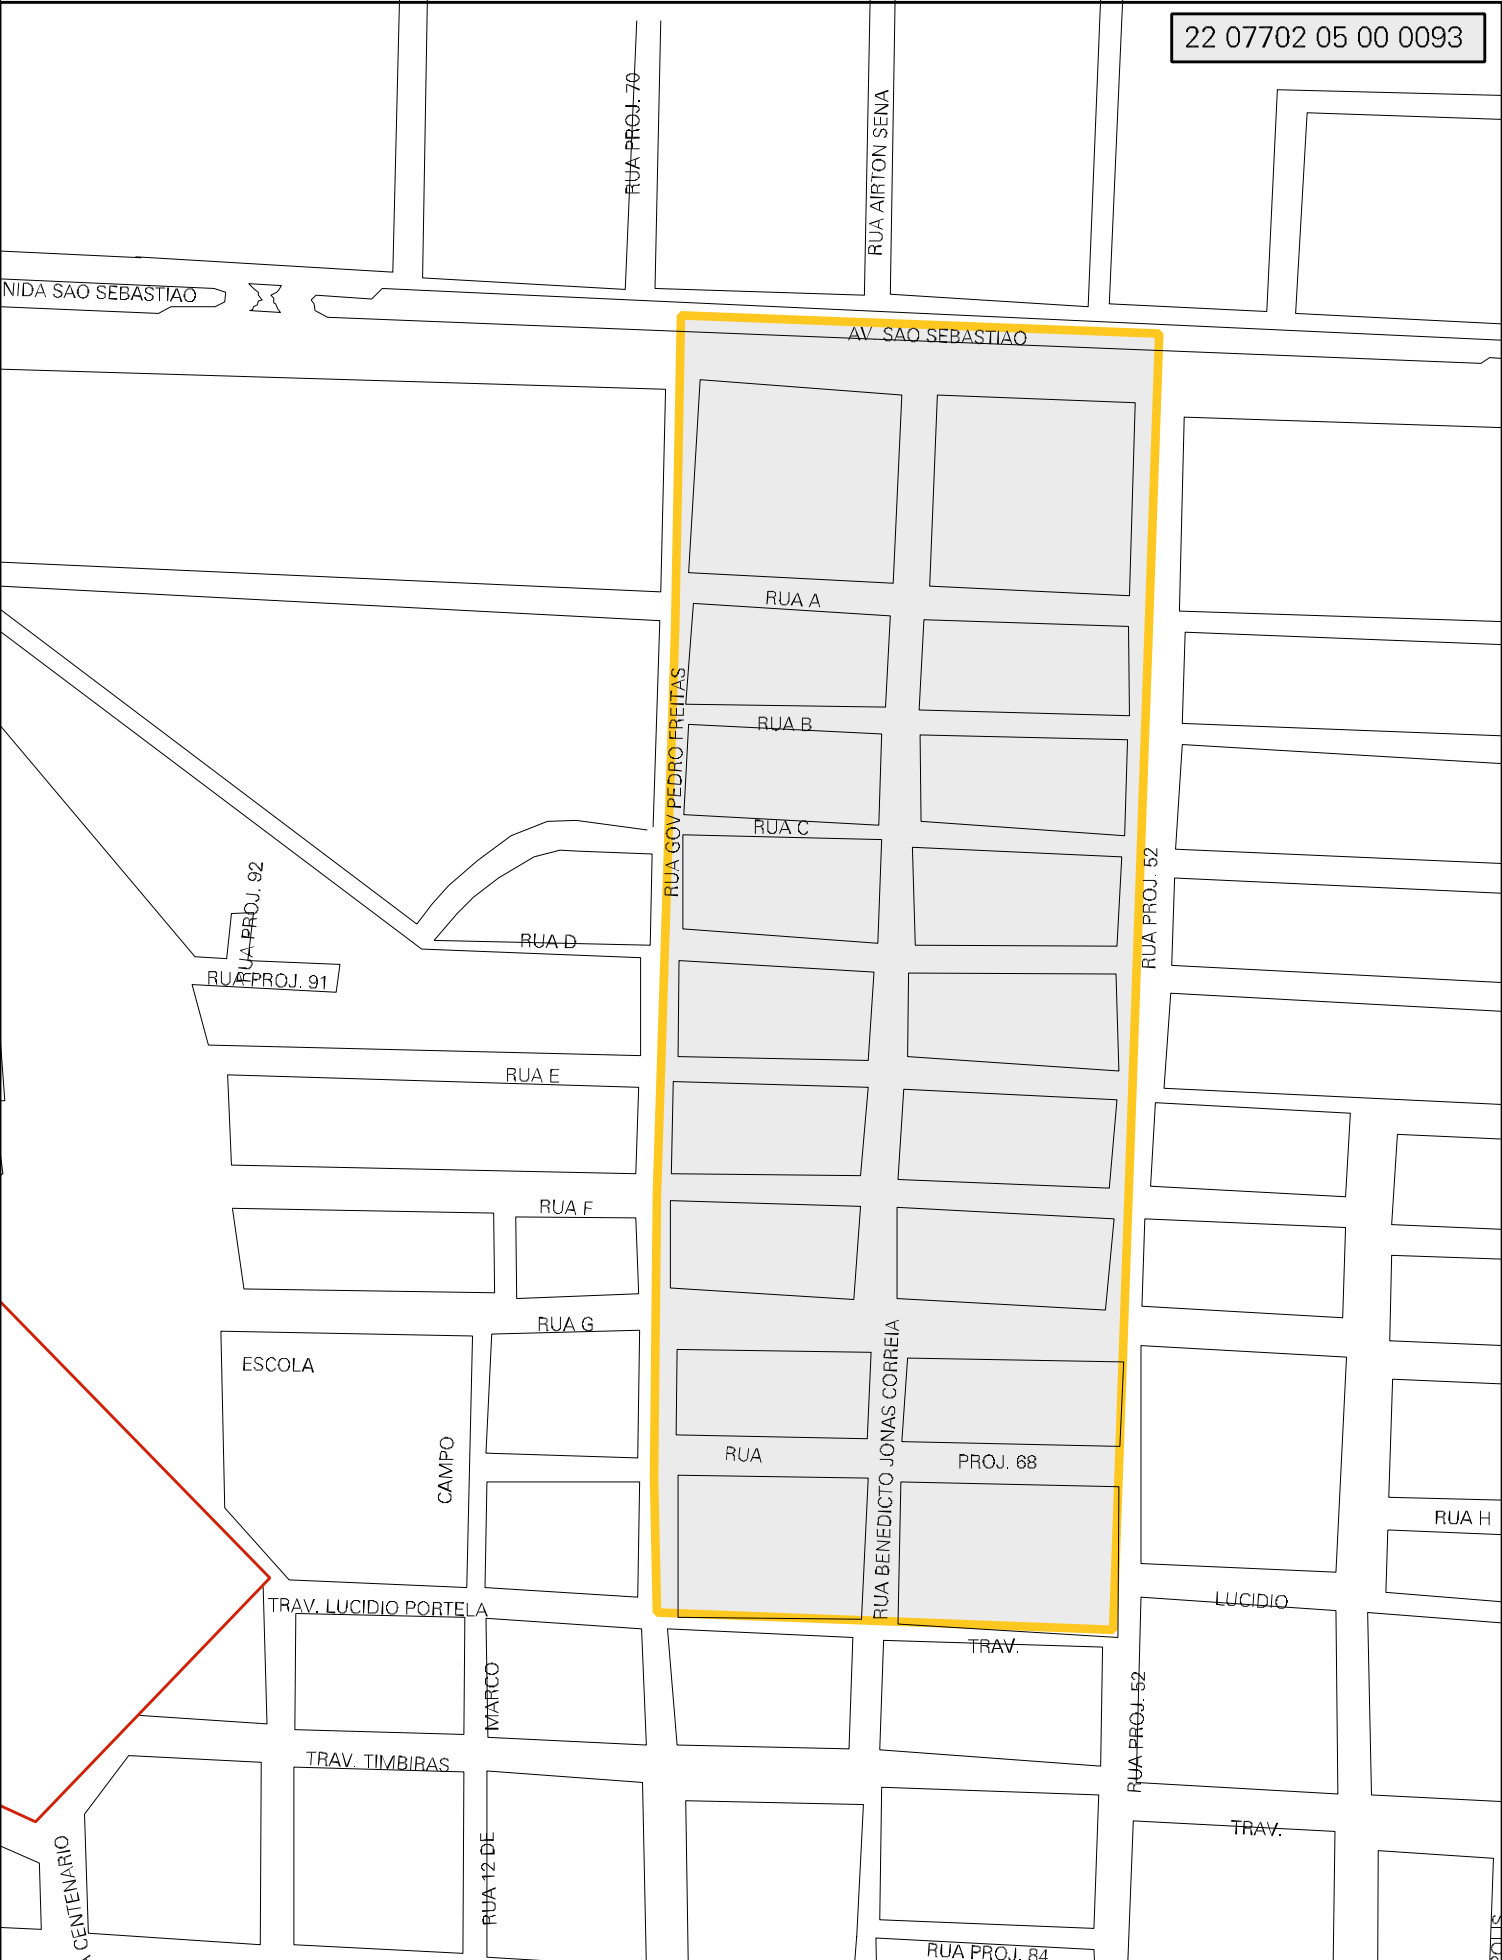 22 07702 05 00 0093
RUA PROJ. 70
RUA AIRTON SENA
NIDA SAO SEBASTIAO
AV. SAO SEBASTIAO
RUA A
RUA GOV PEDRO FREITAS
RUA B
RUA C
RUA PROJ. 52
RUA PROJ. 92
RUA D
RUA PROJ. 91
RUA E
RUA F
RUA G
ESCOLA
RUA BENEDICTO JONAS CORREIA
CAMPO
RUA
PROJ. 68
RUA H
TRAV. LUCIDIO PORTELA
LUCIDIO
TRAV.
MARCO
RUA PROJ. 52
TRAV. TIMBIRAS
TRAV.
RUA 12 DE
A CENTENARIO
RUA PROJ. 84